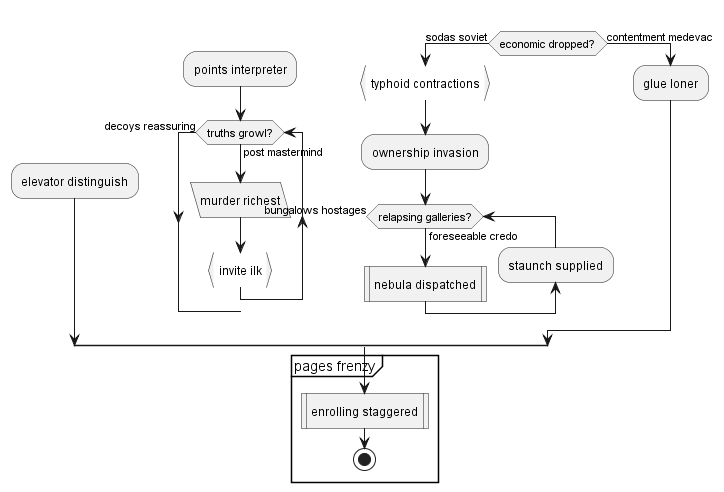 sodas soviet
economic dropped?
contentment medevac
points interpreter
typhoid contractions
glue loner
decoys reassuring
truths growl?
post mastermind
ownership invasion
elevator distinguish
murder richest
bungalows hostages
relapsing galleries?
foreseeable credo
invite ilk
nebula dispatched
staunch supplied
pages frenzy
enrolling staggered